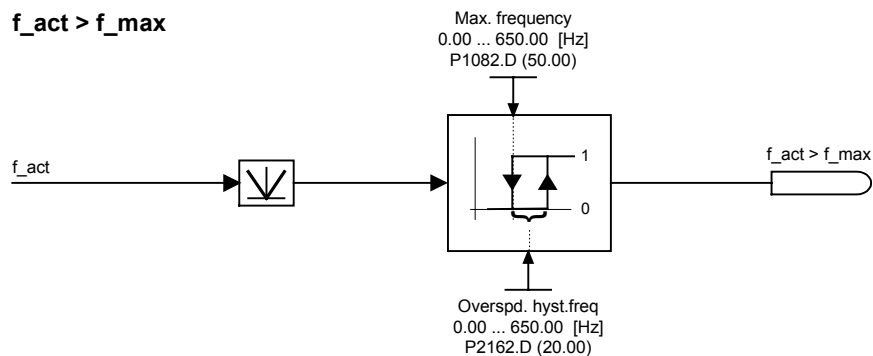 f_act > f_max
Max. frequency
0.00 ... 650.00 [Hz]
P1082.D (50.00)
f_act
1
0
f_act > f_max
Overspd. hyst.freq
0.00 ... 650.00 [Hz]
P2162.D (20.00)